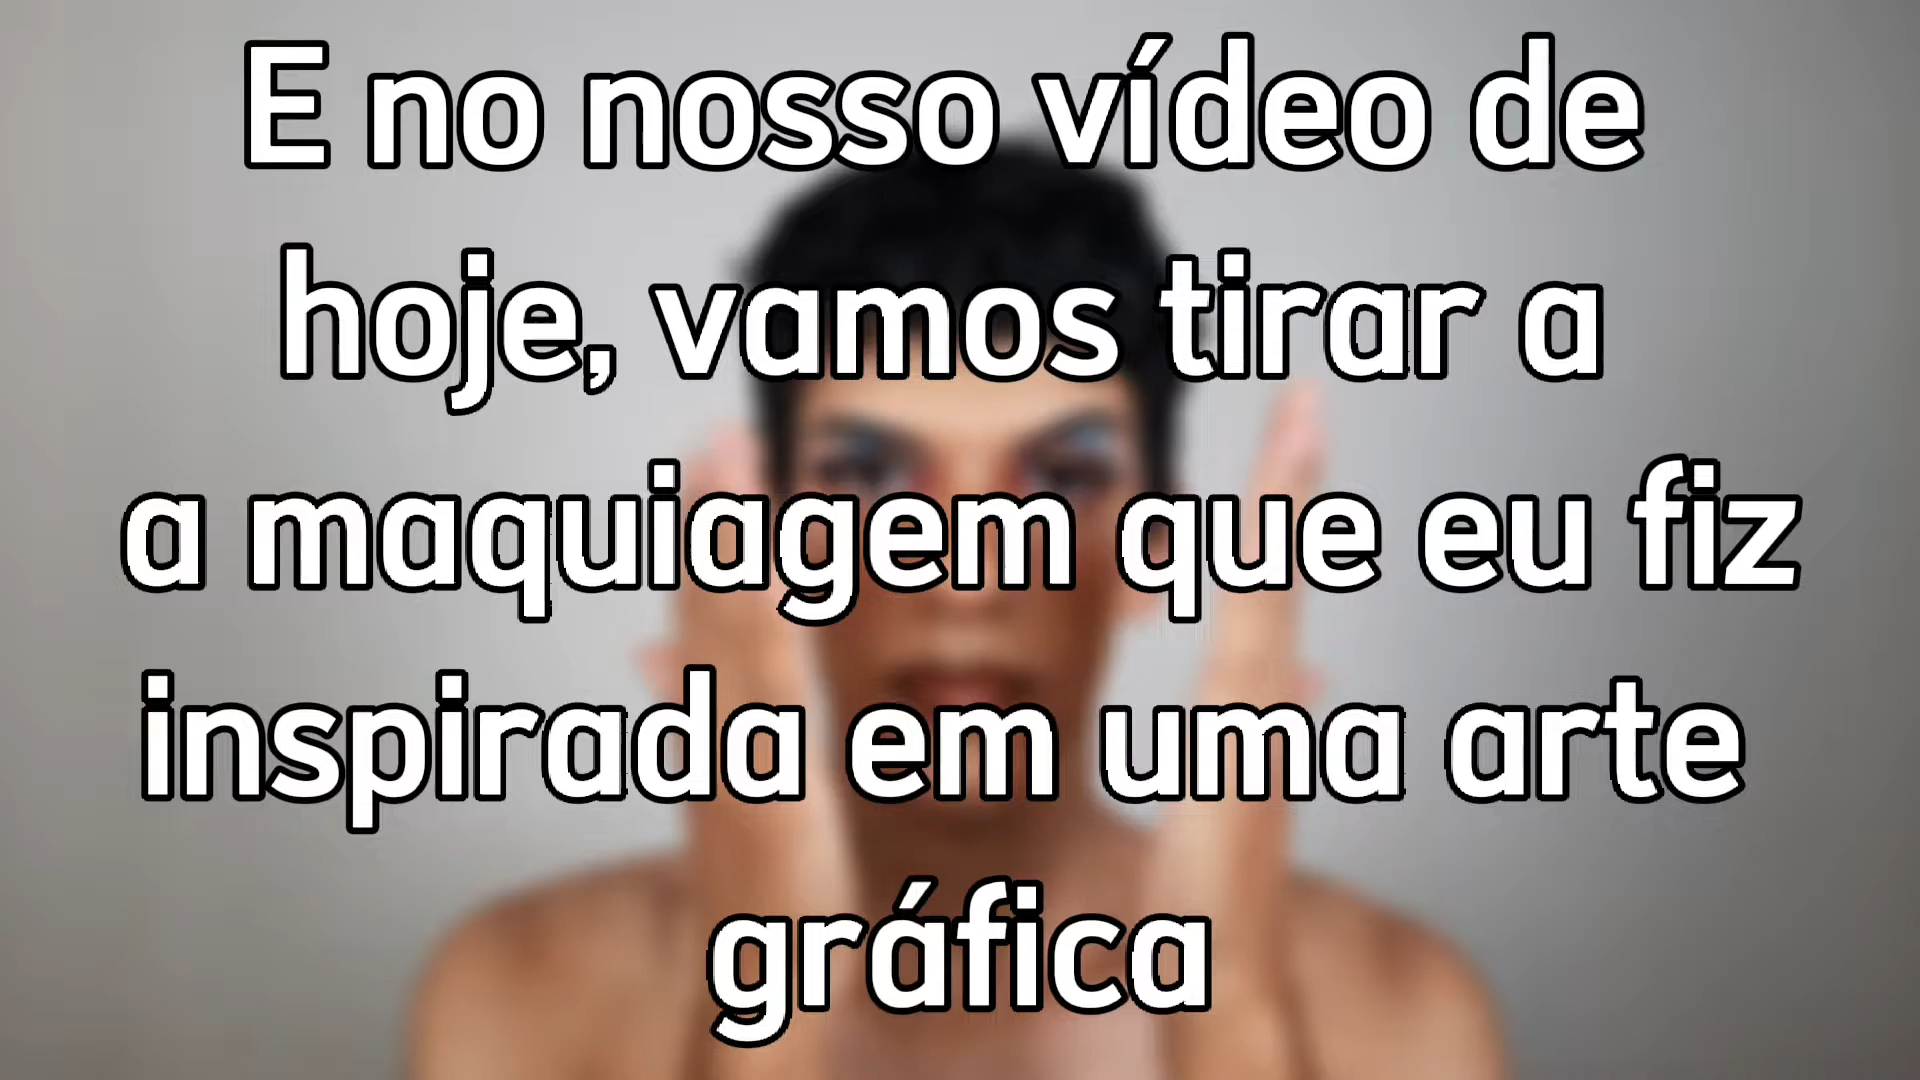 E no nosso vídeo de
hoje, vamos tirar a
a maquiagem que eu fiz
inspirada em uma arte
gráfica